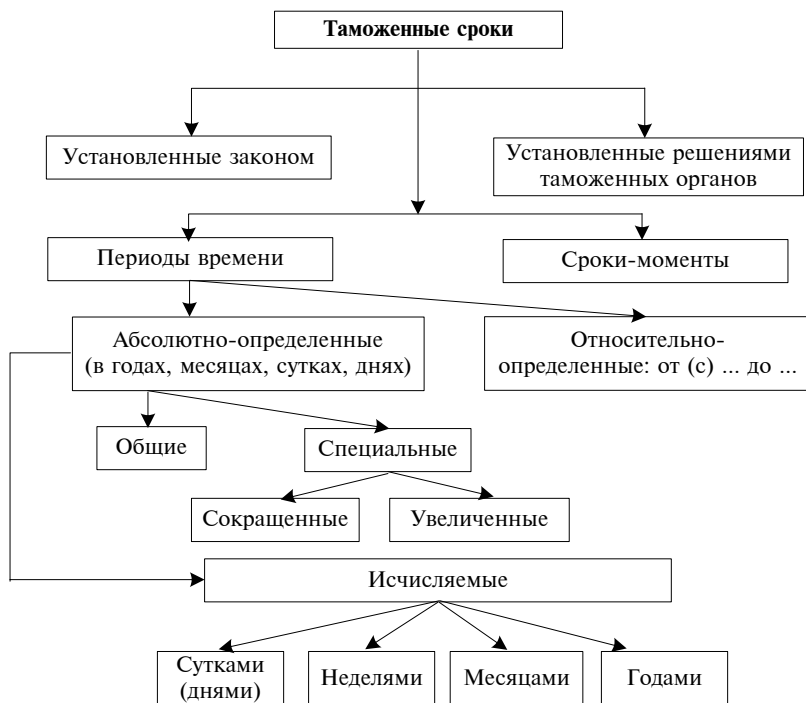 Таможенные сроки
Установленные законом
Установленные решениями
таможенных органов
Периоды времени
Сроки-моменты
Абсолютно-определенные
(в годах, месяцах, сутках, днях)
Относительно-
определенные: от (с) ... до ...
Общие
Специальные
Сокращенные
Увеличенные
Исчисляемые
Сутками
(днями)
Неделями
Месяцами
Годами